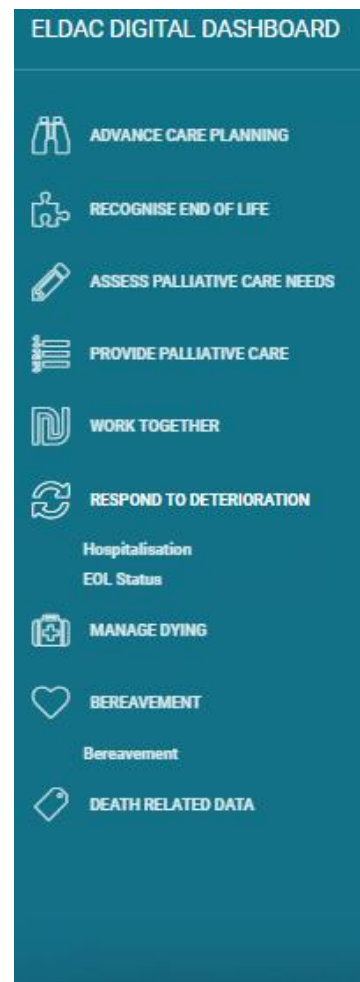 ELDAC DIGITAL DASHBOARD
ADVANCE CARE PLANNING
RECOGNISE END OF LIFE
ASSESS PALLIATIVE CARE NEEDS
PROVIDE PALLIATIVE CARE
WORK TOGETHER
RESPOND TO DETERIORATION
Hospitalisation
EOL Status
MANAGE DYING
BEREAVEMENT
Bereavement
DEATH RELATED DATA